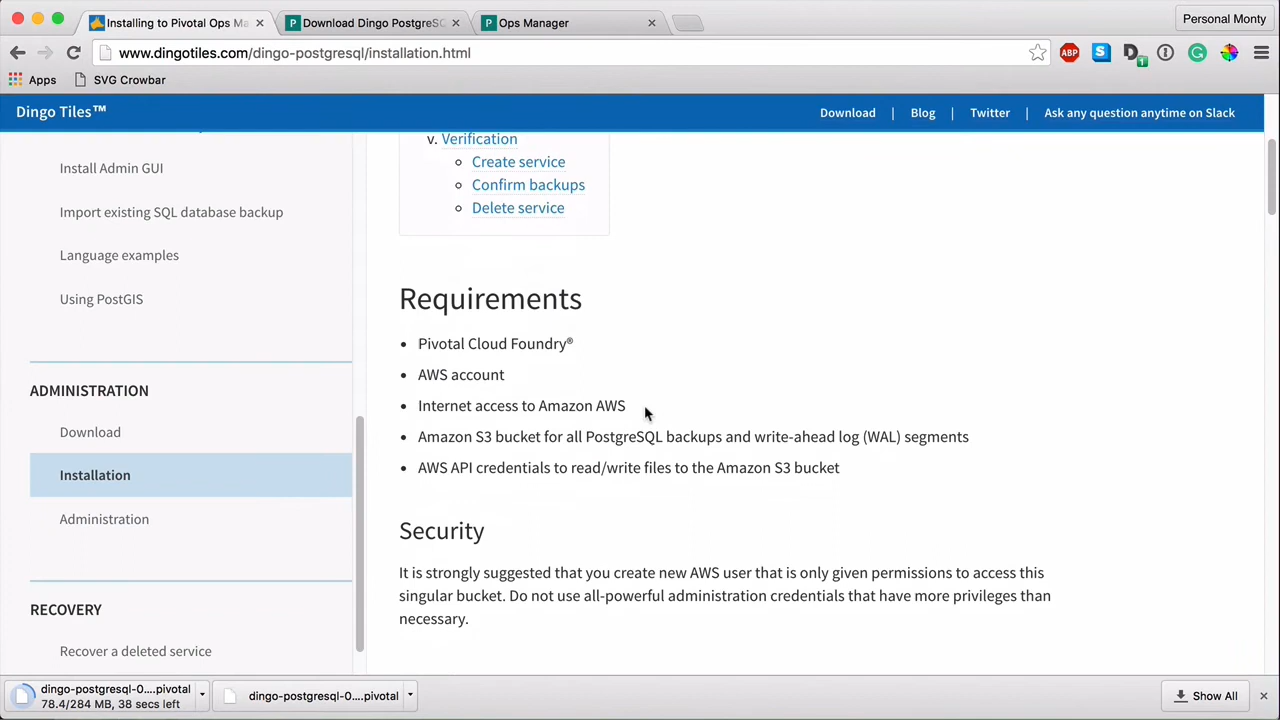 Installing to Pivotal Ops Ma
Download Dingo PostgreSQ
Ops Manager
Personal Monty
www.dingotiles.com/dingo-postgresql/installation.html
Apps
SVG Crowbar
Dingo Tiles™
Download | Blog | Twitter | Ask any question anytime on Slack
Install Admin GUI
Import existing SQL database backup
Language examples
Using PostGIS
ADMINISTRATION
Download
Installation
Administration
RECOVERY
Recover a deleted service
v. Verification
Create service
Confirm backups
Delete service
Requirements
Pivotal Cloud Foundry®
AWS account
Internet access to Amazon AWS
Amazon S3 bucket for all PostgreSQL backups and write-ahead log (WAL) segments
AWS API credentials to read/write files to the Amazon S3 bucket
Security
It is strongly suggested that you create new AWS user that is only given permissions to access this
singular bucket. Do not use all-powerful administration credentials that have more privileges than
necessary.
dingo-postgresql-0....pivotal
78.4/284 MB, 38 secs left
dingo-postgresql-0....pivotal
Show All